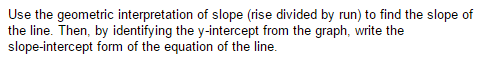 Use the geometric interpretation of slope (rise divided by run) to find the slope of
the line. Then, by identifying the y-intercept from the graph, write the
slope-intercept form of the equation of the line.